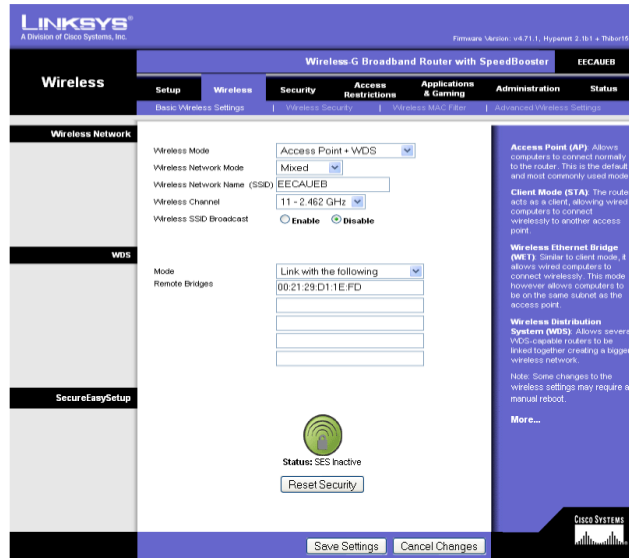 LINKSYS®
A Division of Cisco Systems, Inc.
Firmware Version: v4.71.1, Hyperwrt 2.1b1 + Thibor15
Wireless-G Broadband Router with SpeedBooster EECAUEB
Wireless
Setup Wireless Security Access Restrictions Applications & Gaming Administration Status
Basic Wireless Settings | Wireless Security | Wireless MAC Filter | Advanced Wireless Settings
Wireless Network
Wireless Mode Access Point + WDS
Wireless Network Mode Mixed
Wireless Network Name (SSID) EECAUEB
Wireless Channel 11 - 2.462 GHz
Wireless SSID Broadcast Enable Disable
WDS
Mode Link with the following
Remote Bridges 00:21:29:D1:1E:FD
SecureEasySetup
Status: SES Inactive
Reset Security
Access Point (AP): Allows
computers to connect normally
to the router. This is the default
and most commonly used mode
Client Mode (STA): The route
acts as a client, allowing wired
computers to connect
wirelessly to another access
point.
Wireless Ethernet Bridge
(WET): Similar to client mode, it
allows wired computers to
connect wirelessly. This mode
however allows computers to
be on the same subnet as the
access point.
Wireless Distribution
System (WDS): Allows severa
WDS-capable routers to be
linked together creating a bigger
wireless network.
Note: Some changes to the
wireless settings may require a
manual reboot.
More...
Save Settings Cancel Changes
CISCO SYSTEMS